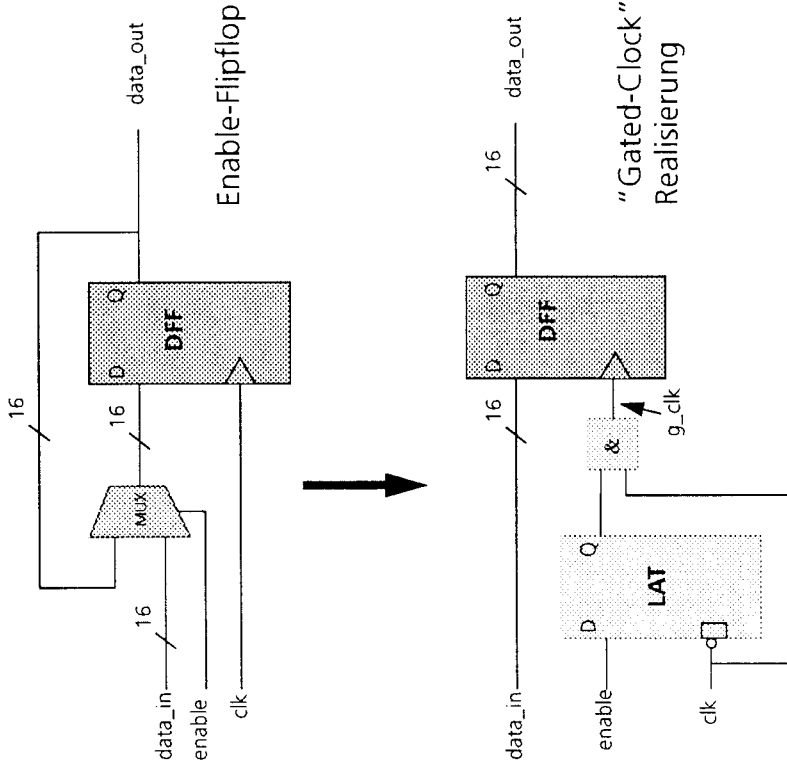 16
data_out
16
MUX
D
Q
DFF
16
data_in
enable
clk
Enable-Flipflop
16
D
Q
16
data_out
DFF
data_in
&
g_clk
D
Q
LAT
enable
clk
"Gated-Clock"
Realisierung